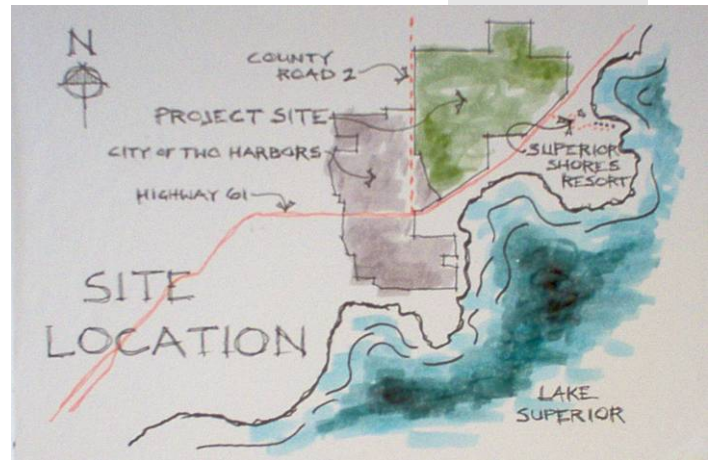 N
COUNTY
ROAD 2
PROJECT SITE
CITY OF TWO HARBORS
HIGHWAY 61
SUPERIOR
SHORES
RESORT
SITE
LOCATION
LAKE
SUPERIOR